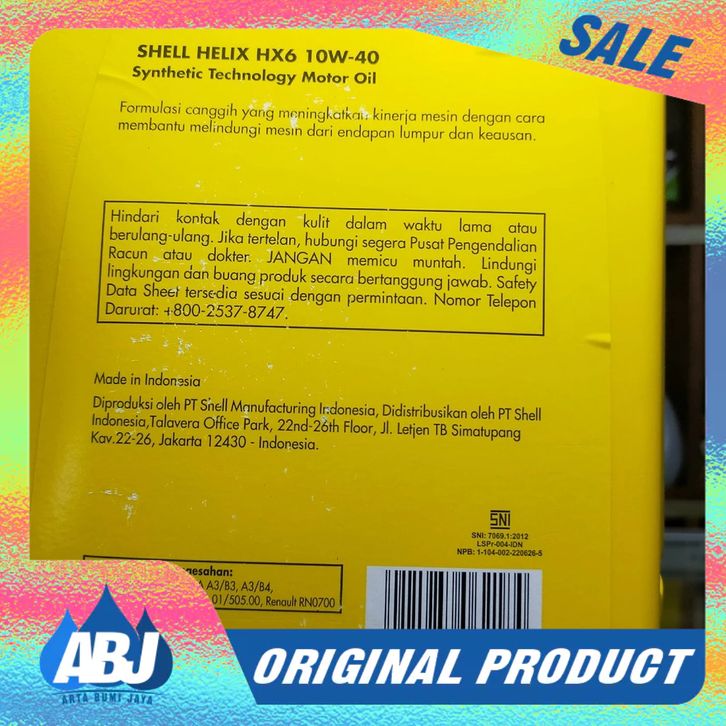 SALE
SHELL HELIX HX6 10W-40
Synthetic Technology Motor Oil
Formulasi canggih yang meningkatkan kinerja mesin dengan cara
membantu melindungi mesin dari endapan lumpur dan keausan.
Hindari kontak dengan kulit dalam waktu lama atau
berulang-ulang. Jika tertelan, hubungi segera Pusat Pengendalian
Racun atau dokter. JANGAN memicu muntah. Lindungi
lingkungan dan buang produk secara bertanggung jawab. Safety
Data Sheet tersedia sesuai dengan permintaan. Nomor Telepon
Darurat: +800-2537-8747.
Made in Indonesia
Diproduksi oleh PT Shell Manufacturing Indonesia, Didistribusikan oleh PT Shell
Indonesia,Talavera Office Park, 22nd-26th Floor, Jl. Letjen TB Simatupang
Kav.22-26, Jakarta 12430 - Indonesia.
SNI
SNI: 7069.1:2012
LSPr-004-IDN
NPB: 1-104-002-220626-5
A3/B3, A3/B4,
01/505.00, Renault RN0700
ABJ
ARTA BUMI JAYA
ORIGINAL PRODUCT